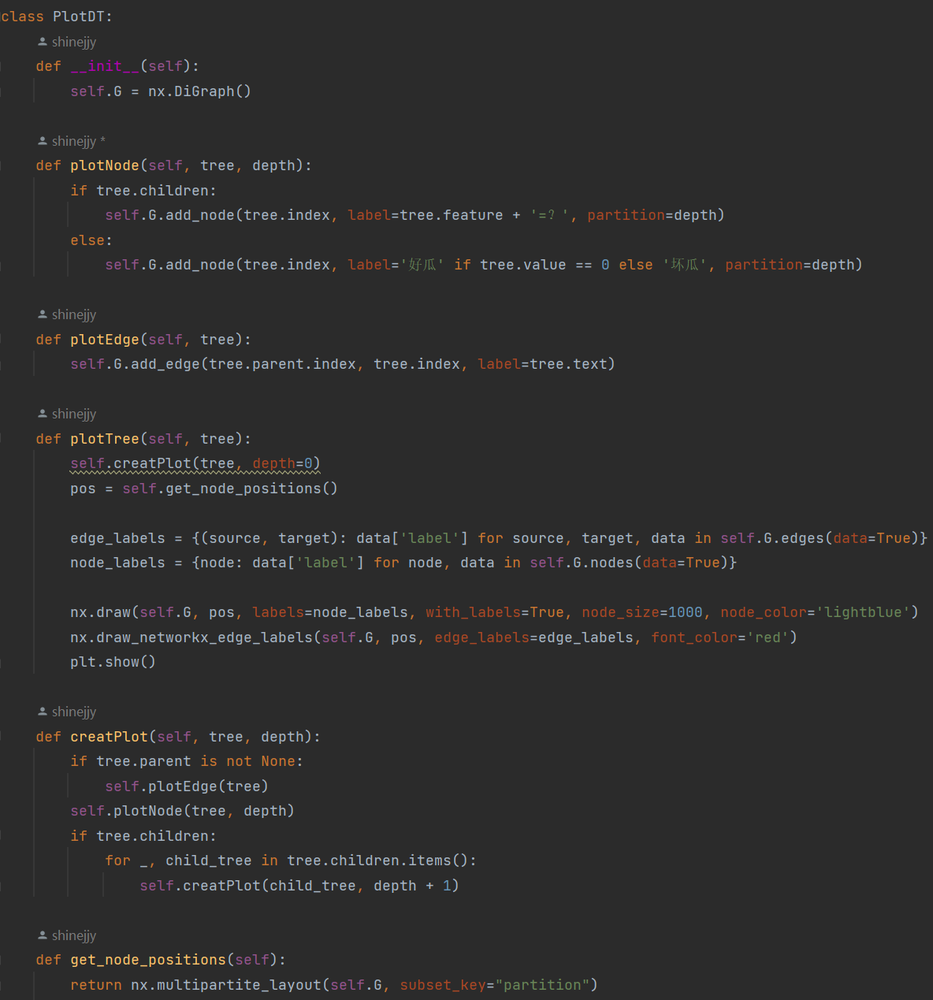 class PlotDT:
shinejjy
def __init__(self):
self.G = nx.DiGraph()
shinejjy *
def plotNode(self, tree, depth):
if tree.children:
self.G.add_node(tree.index, label=tree.feature + '=？', partition=depth)
else:
self.G.add_node(tree.index, label='好瓜' if tree.value == 0 else '坏瓜', partition=depth)
shinejjy
def plotEdge(self, tree):
self.G.add_edge(tree.parent.index, tree.index, label=tree.text)
shinejjy
def plotTree(self, tree):
self.creatPlot(tree, depth=0)
pos = self.get_node_positions()
edge_labels = {(source, target): data['label'] for source, target, data in self.G.edges(data=True)}
node_labels = {node: data['label'] for node, data in self.G.nodes(data=True)}
nx.draw(self.G, pos, labels=node_labels, with_labels=True, node_size=1000, node_color='lightblue')
nx.draw_networkx_edge_labels(self.G, pos, edge_labels=edge_labels, font_color='red')
plt.show()
shinejjy
def creatPlot(self, tree, depth):
if tree.parent is not None:
self.plotEdge(tree)
self.plotNode(tree, depth)
if tree.children:
for _, child_tree in tree.children.items():
self.creatPlot(child_tree, depth + 1)
shinejjy
def get_node_positions(self):
return nx.multipartite_layout(self.G, subset_key="partition")